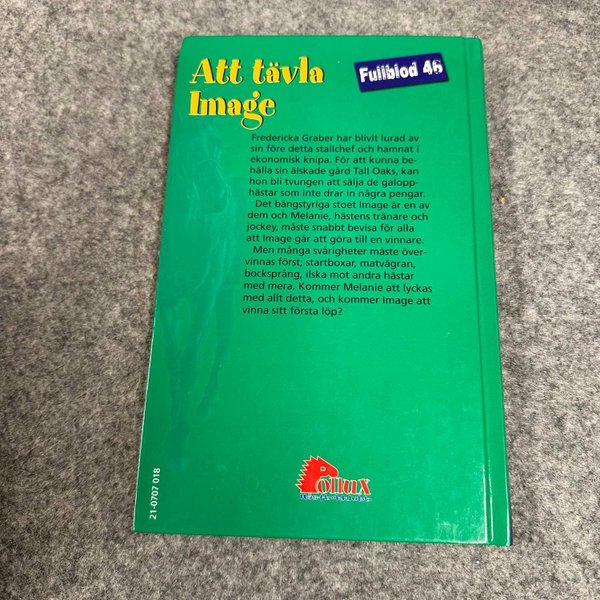 Att tävla
Image
Fullblod 46
Fredericka Graber har blivit lurad av
sin före detta stallchef och hamnat i
ekonomisk knipa. För att kunna be-
hålla sin älskade gård Tall Oaks, kan
hon bli tvungen att sälja de galopp-
hästar som inte drar in några pengar.
Det bångstyriga stoet Image är en av
dem och Melanie, hästens tränare och
jockey, måste snabbt bevisa för alla
att Image går att göra till en vinnare.
Men många svårigheter måste över-
vinnas först; startboxar, matvägran,
bocksprång, ilska mot andra hästar
med mera. Kommer Melanie att lyckas
med allt detta, och kommer Image att
vinna sitt första löp?
Pollux
21-0707 018